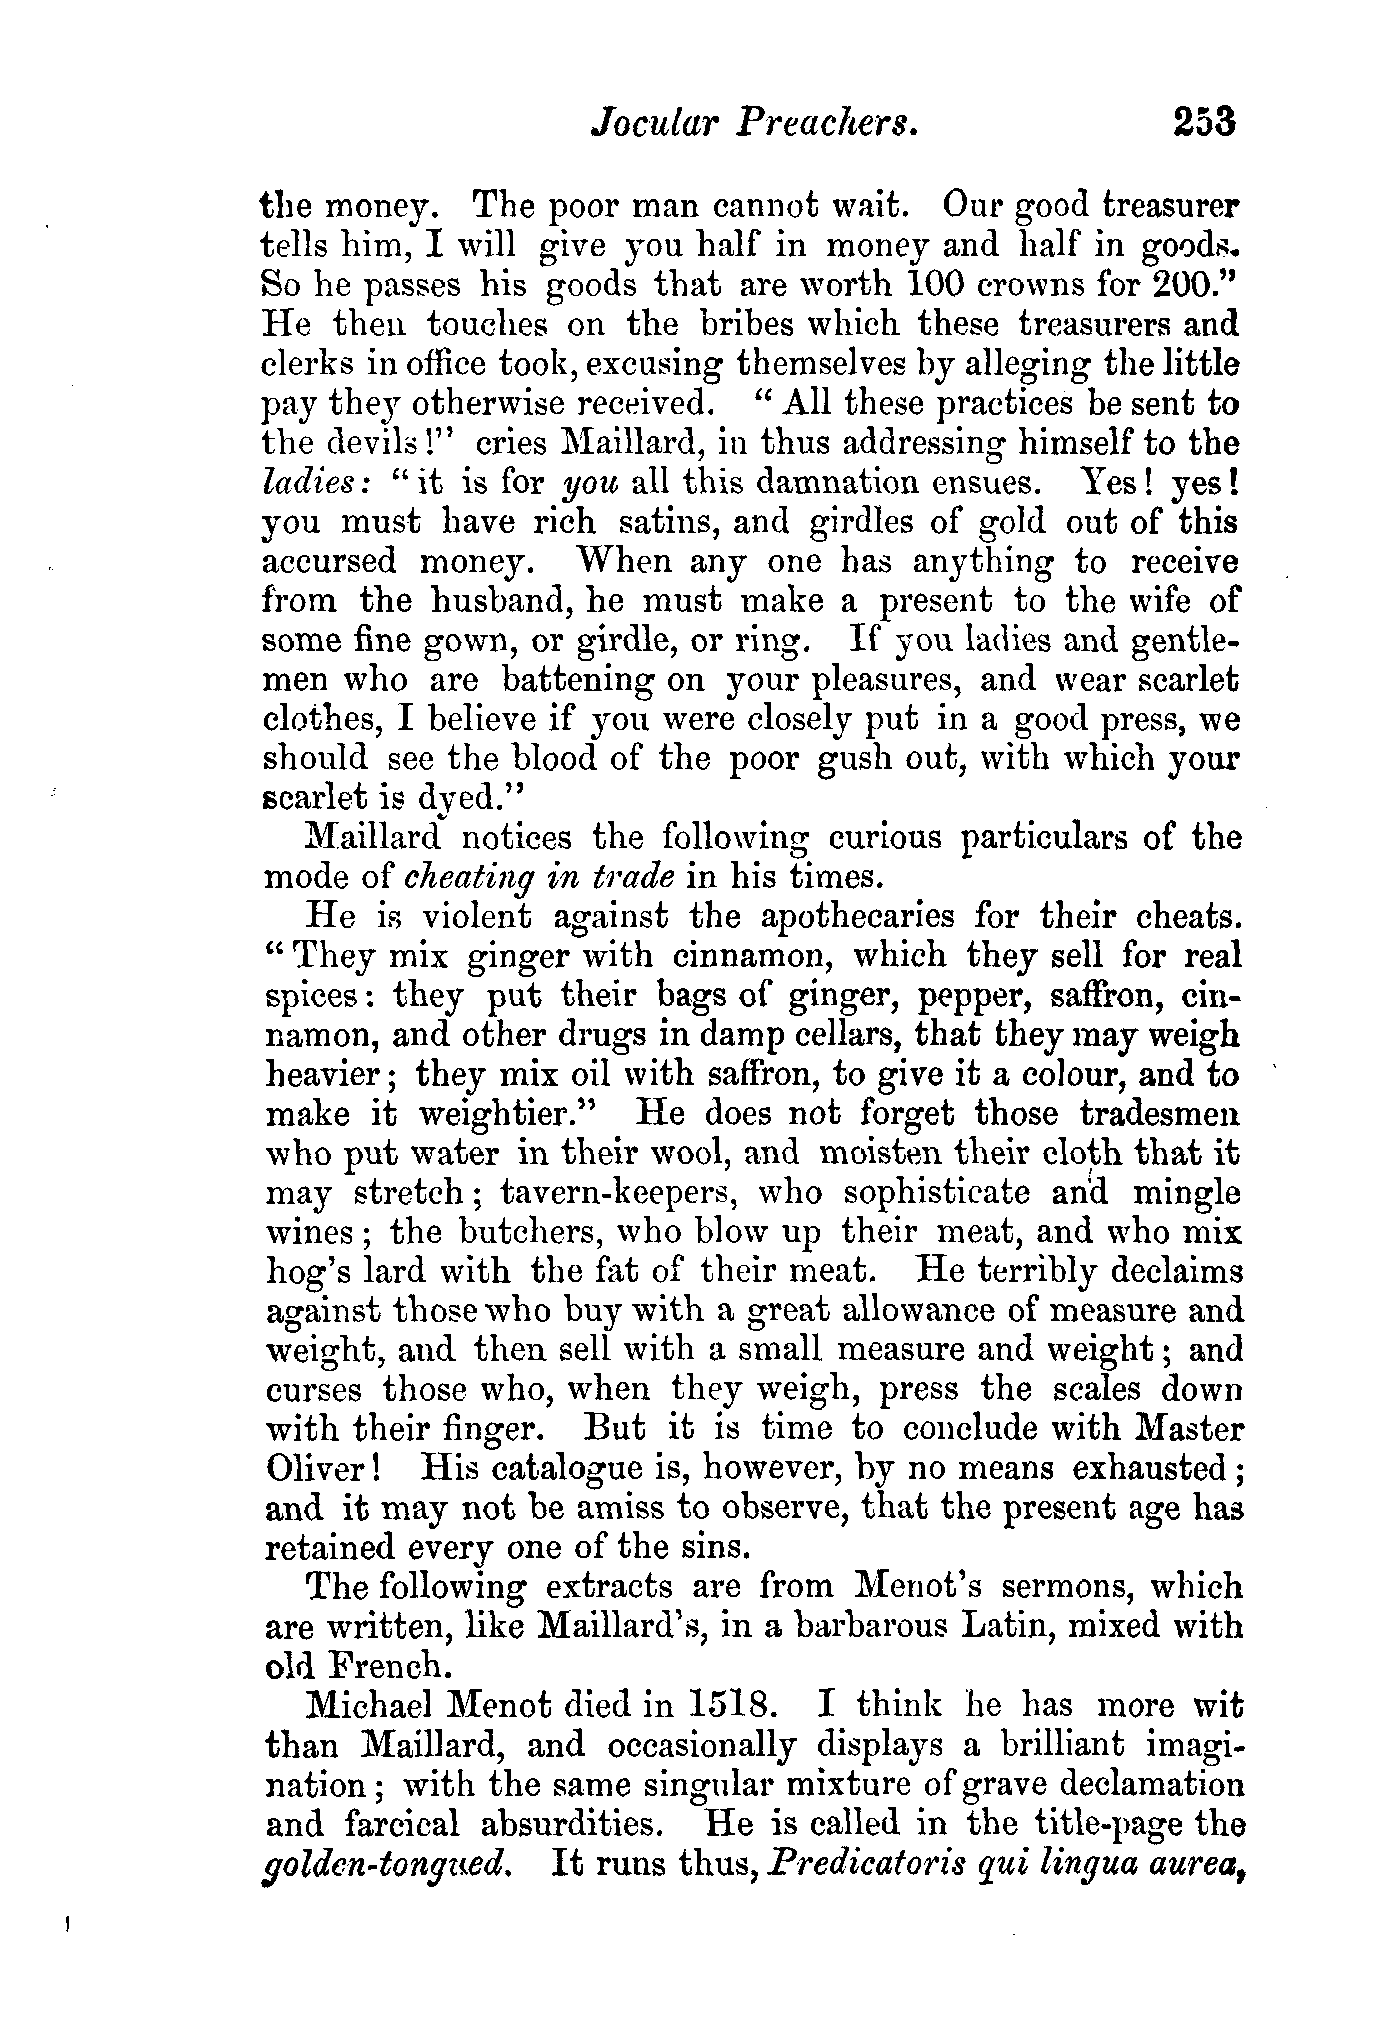 Jocular Preachers. 253
the money. The poor man cannot wait. Our good treasurer
tells him, I will give you half in money and half in goods.
So he passes his goods that are worth 100 crowns for 200.”
He then touches on the bribes which these treasurers and
clerks in office took, excusing themselves by alleging the little
pay they otherwise received. “ All these practices be sent to
the devils !” cries Maillard, in thus addressing himself to the
ladies: “ it is for you all this damnation ensues. Yes ! yes !
you must have rich satins, and girdles of gold out of this
accursed money. When any one has anything to receive
from the husband, he must make a present to the wife of
some fine gown, or girdle, or ring. If you ladies and gentle-
men who are battening on your pleasures, and wear scarlet
clothes, I believe if you were closely put in a good press, we
should see the blood of the poor gush out, with which your
scarlet is dyed.”
Maillard notices the following curious particulars of the
mode of cheating in trade in his times.
He is violent against the apothecaries for their cheats.
“ They mix ginger with cinnamon, which they sell for real
spices : they put their bags of ginger, pepper, saffron, cin-
namon, and other drugs in damp cellars, that they may weigh
heavier ; they mix oil with saffron, to give it a colour, and to
make it weightier.” He does not forget those tradesmen
who put water in their wool, and moisten their cloth that it
may stretch ; tavern-keepers, who sophisticate and mingle
wines ; the butchers, who blow up their meat, and who mix
hog’s lard with the fat of their meat. He terribly declaims
against those who buy with a great allowance of measure and
weight, and then sell with a small measure and weight ; and
curses those who, when they weigh, press the scales down
with their finger. But it is time to conclude with Master
Oliver ! His catalogue is, however, by no means exhausted ;
and it may not be amiss to observe, that the present age has
retained every one of the sins.
The following extracts are from Menot’s sermons, which
are written, like Maillard’s, in a barbarous Latin, mixed with
old French.
Michael Menot died in 1518. I think he has more wit
than Maillard, and occasionally displays a brilliant imagi-
nation ; with the same singular mixture of grave declamation
and farcical absurdities. He is called in the title-page the
golden-tongued. It runs thus, Predicatoris qui lingua aurea,